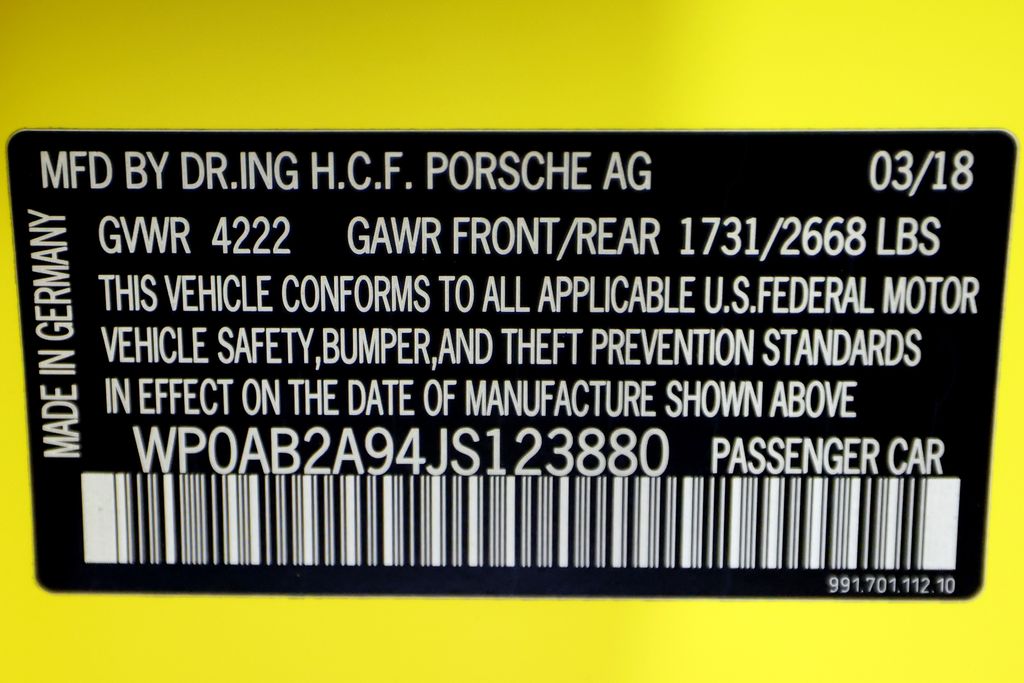 MFD BY DR.ING H.C.F. PORSCHE AG 03/18
MADE IN GERMANY
GVWR 4222 GAWR FRONT/REAR 1731/2668 LBS
THIS VEHICLE CONFORMS TO ALL APPLICABLE U.S.FEDERAL MOTOR
VEHICLE SAFETY,BUMPER,AND THEFT PREVENTION STANDARDS
IN EFFECT ON THE DATE OF MANUFACTURE SHOWN ABOVE
WP0AB2A94JS123880 PASSENGER CAR
991.701.112.10